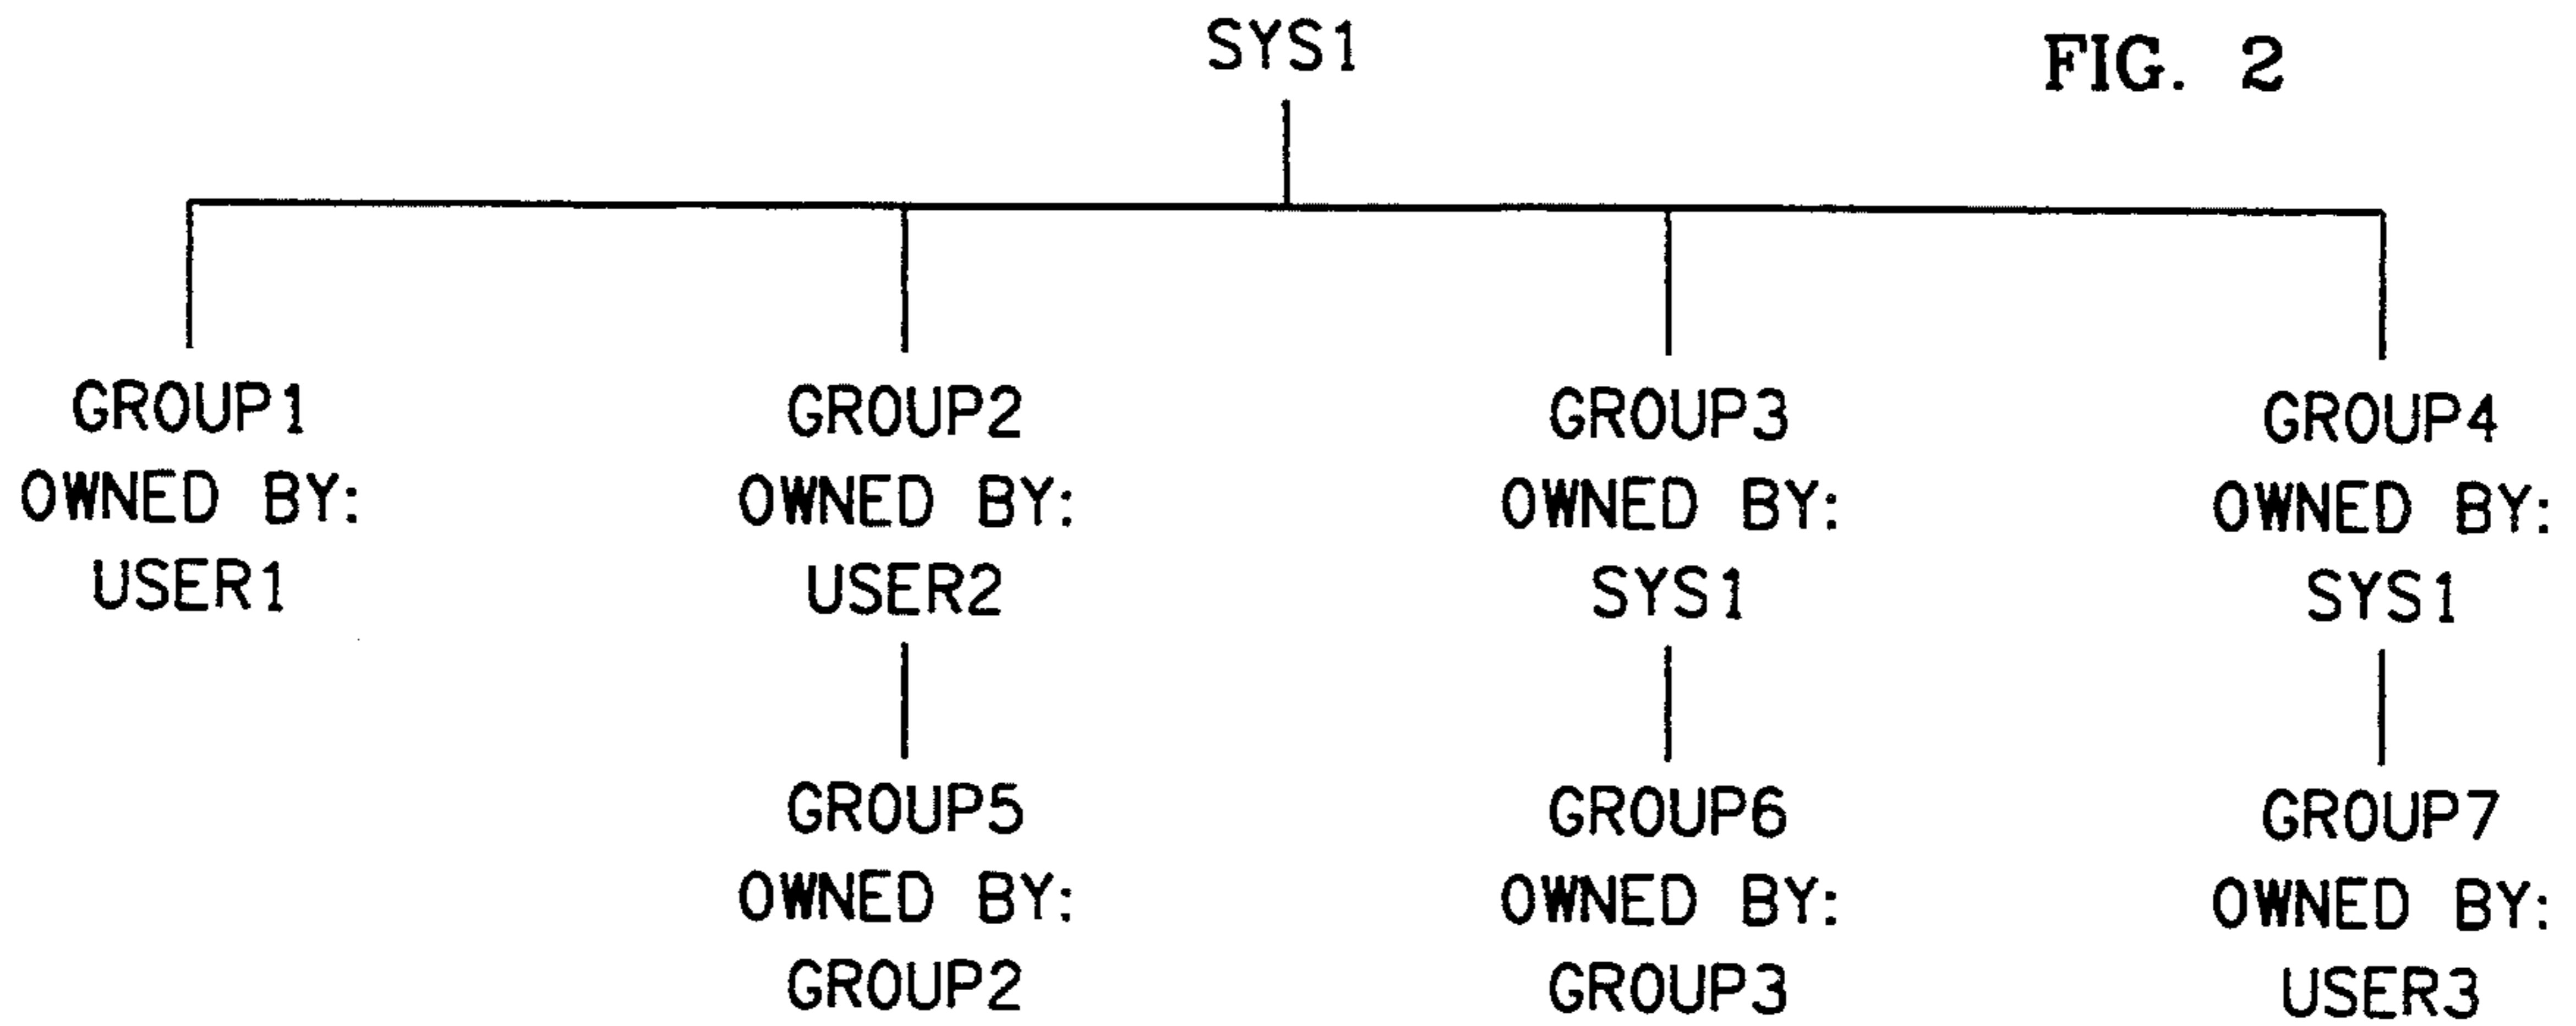 SYS1
FIG. 2
GROUP1
OWNED BY:
USER1
GROUP2
OWNED BY:
USER2
GROUP3
OWNED BY:
SYS1
GROUP4
OWNED BY:
SYS1
GROUP5
OWNED BY:
GROUP2
GROUP6
OWNED BY:
GROUP3
GROUP7
OWNED BY:
USER3